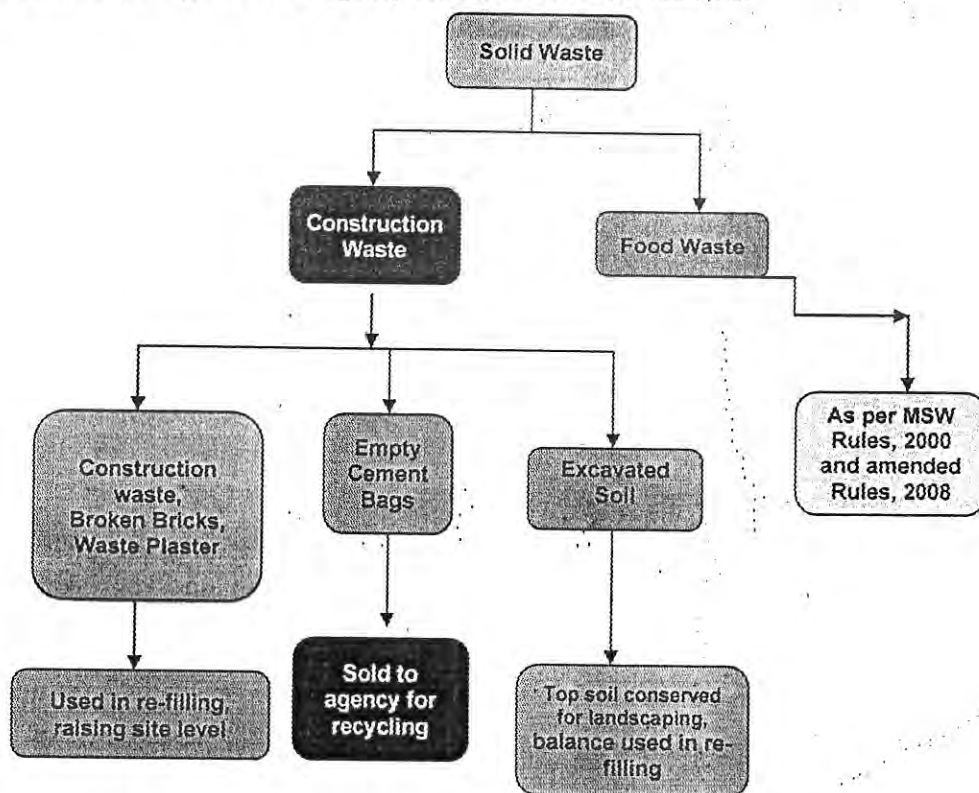 Solid Waste
Construction
Waste
Food Waste
Construction
waste,
Broken Bricks,
Waste Plaster
Empty
Cement
Bags
Excavated
Soil
As per MSW
Rules, 2000
and amended
Rules, 2008
Used in re-filling,
raising site level
Sold to
agency for
recycling
Top soil conserved
for landscaping,
balance used in re-
filling